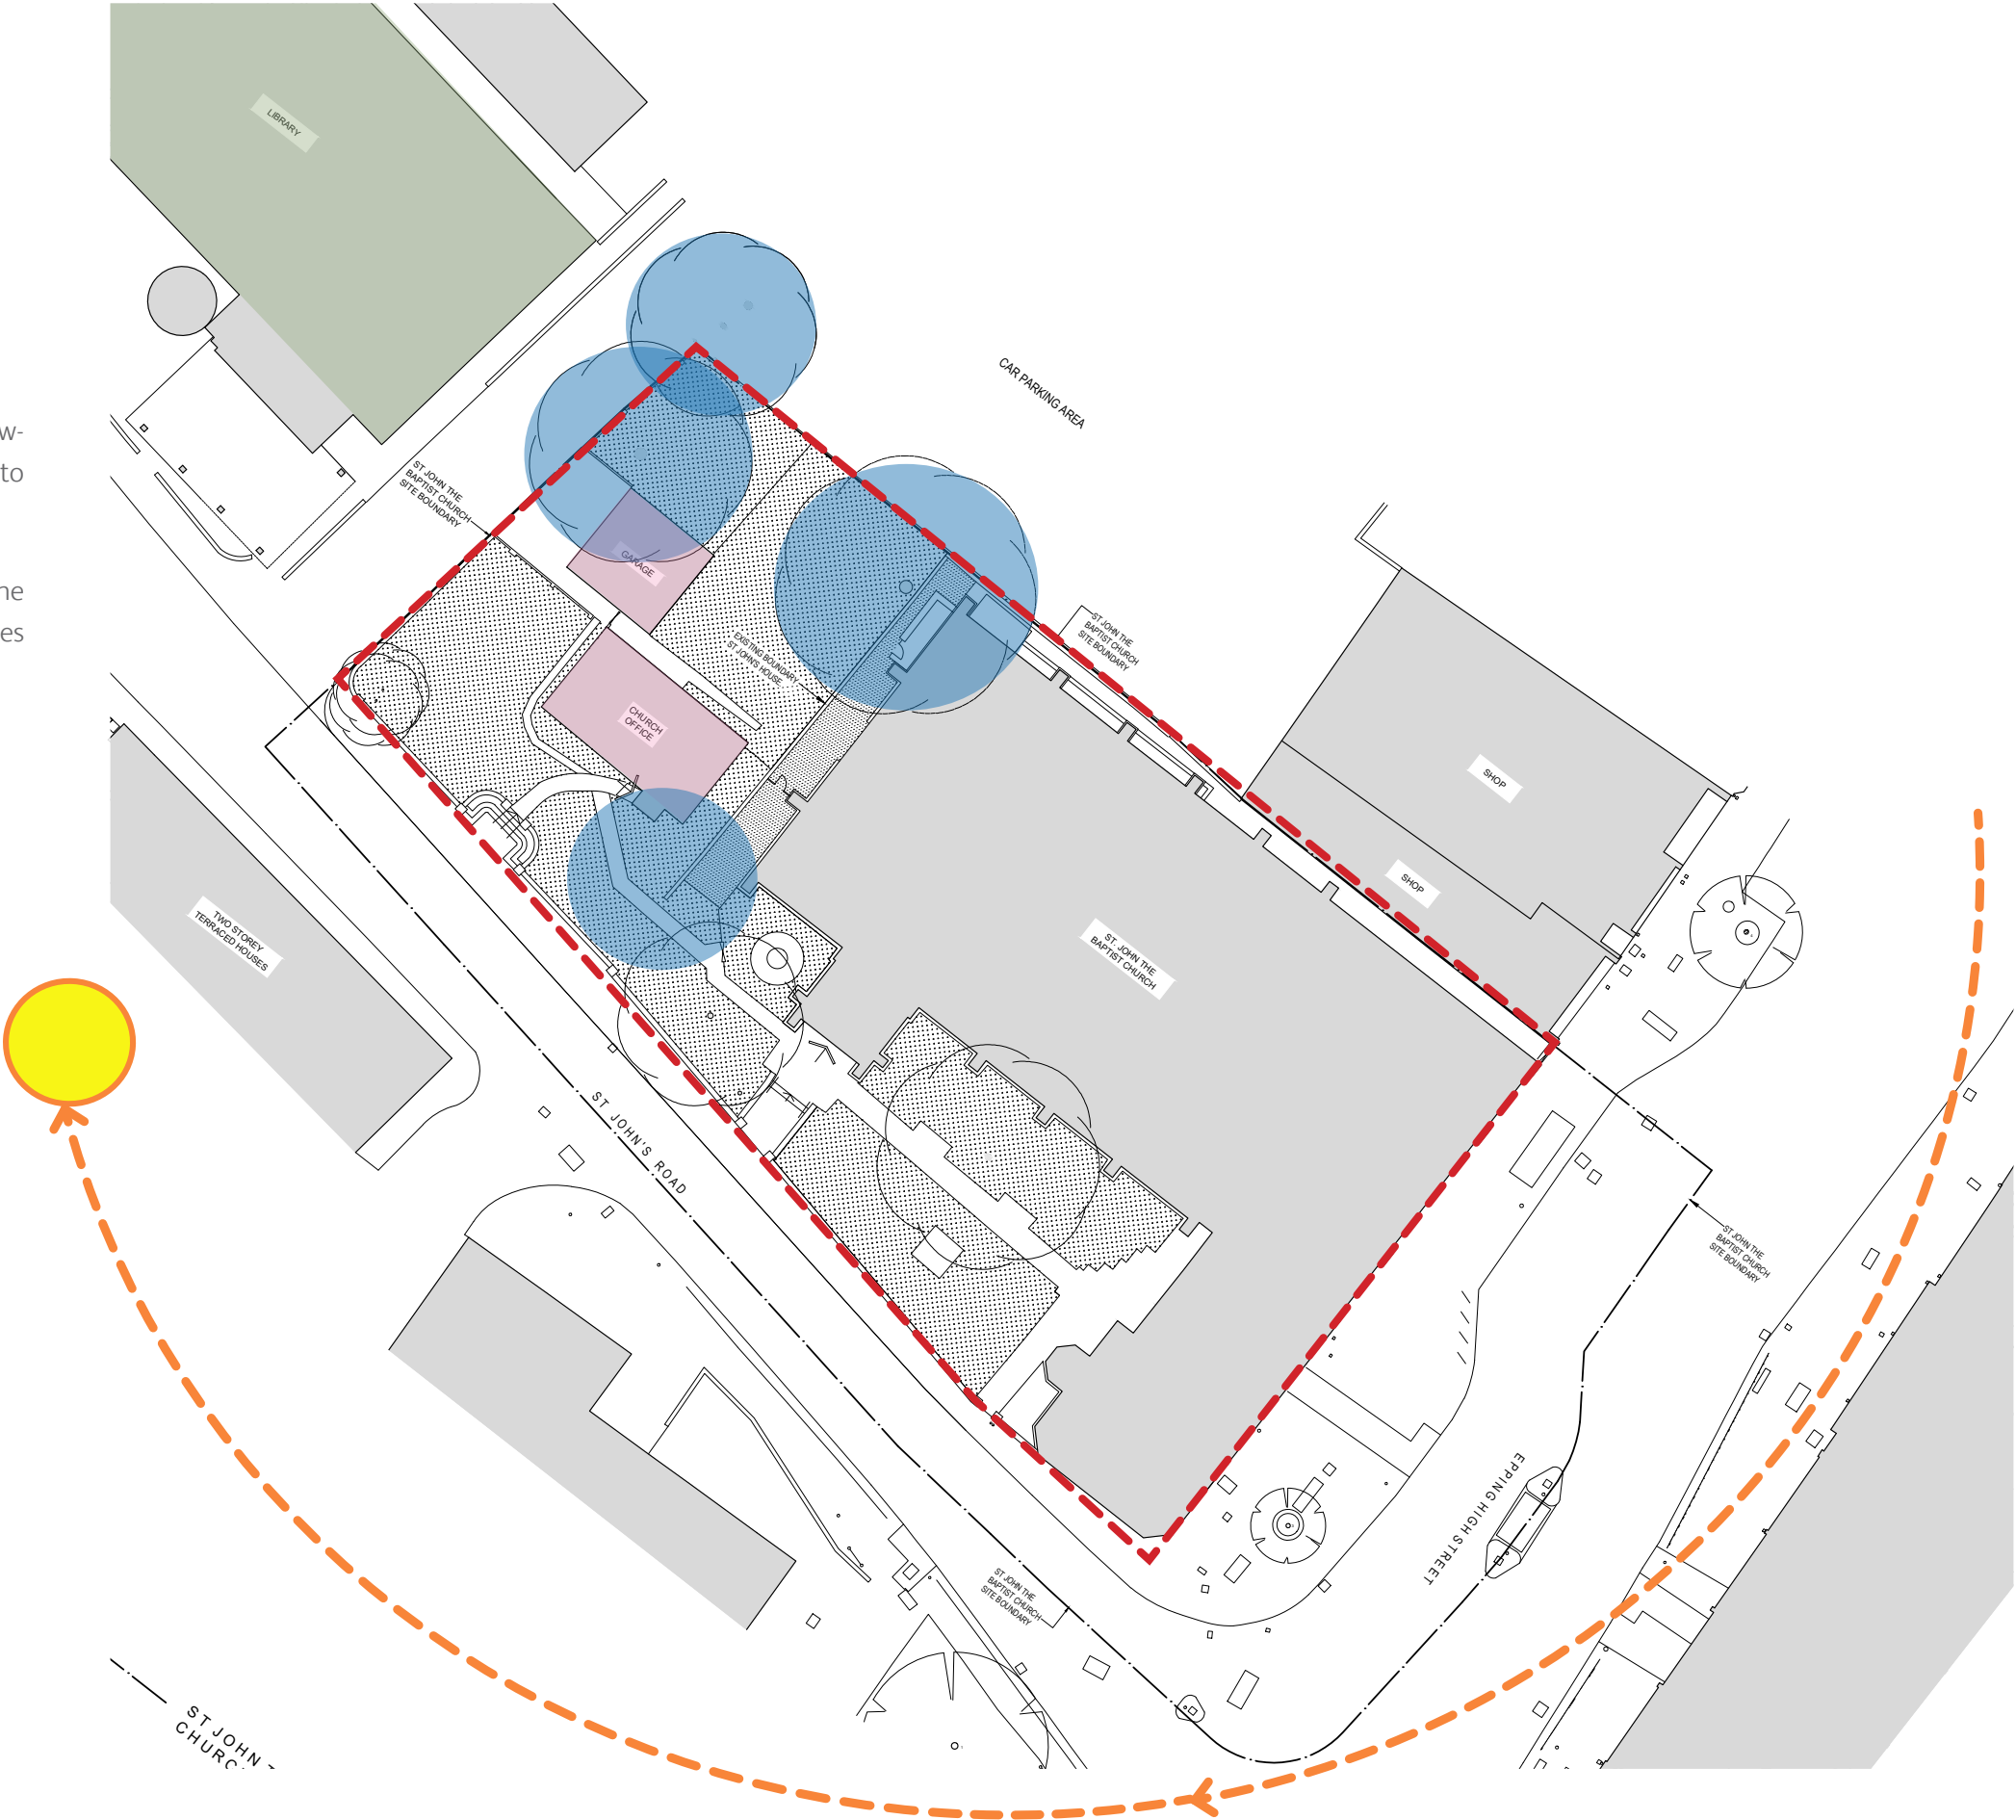 LIBRARY
CAR PARKING AREA
w-
to
ST JOHN THE
BAPTIST CHURCH
SITE BOUNDARY
GARAGE
ne
es
ST JOHN THE
BAPTIST CHURCH
SITE BOUNDARY
EXISTING BOUNDARY
ST JOHNS HOUSE
CHURCH
OFFICE
SHOP
SHOP
TWO STOREY
TERRACED HOUSES
ST. JOHN THE
BAPTIST CHURCH
ST JOHN'S ROAD
ST JOHN THE
BAPTIST CHURCH
SITE BOUNDARY
EPPING HIGH STREET
ST JOHN THE
BAPTIST CHURCH
SITE BOUNDARY
ST JOHN